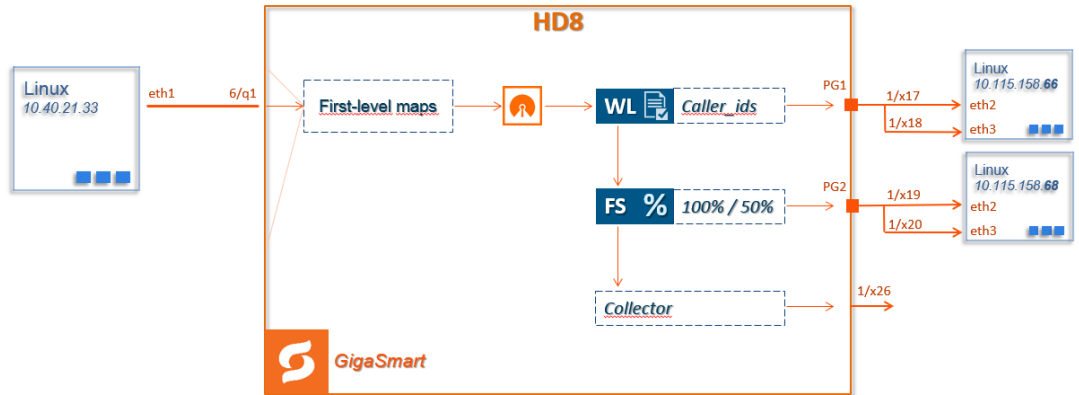 HD8
Linux
10.40.21.33
eth1
6/q1
First-level maps
WL
Caller_ids
PG1
1/x17
1/x18
Linux
10.115.158.66
eth2
eth3
FS
%
100% / 50%
PG2
1/x19
1/x20
Linux
10.115.158.68
eth2
eth3
Collector
1/x26
GigaSmart